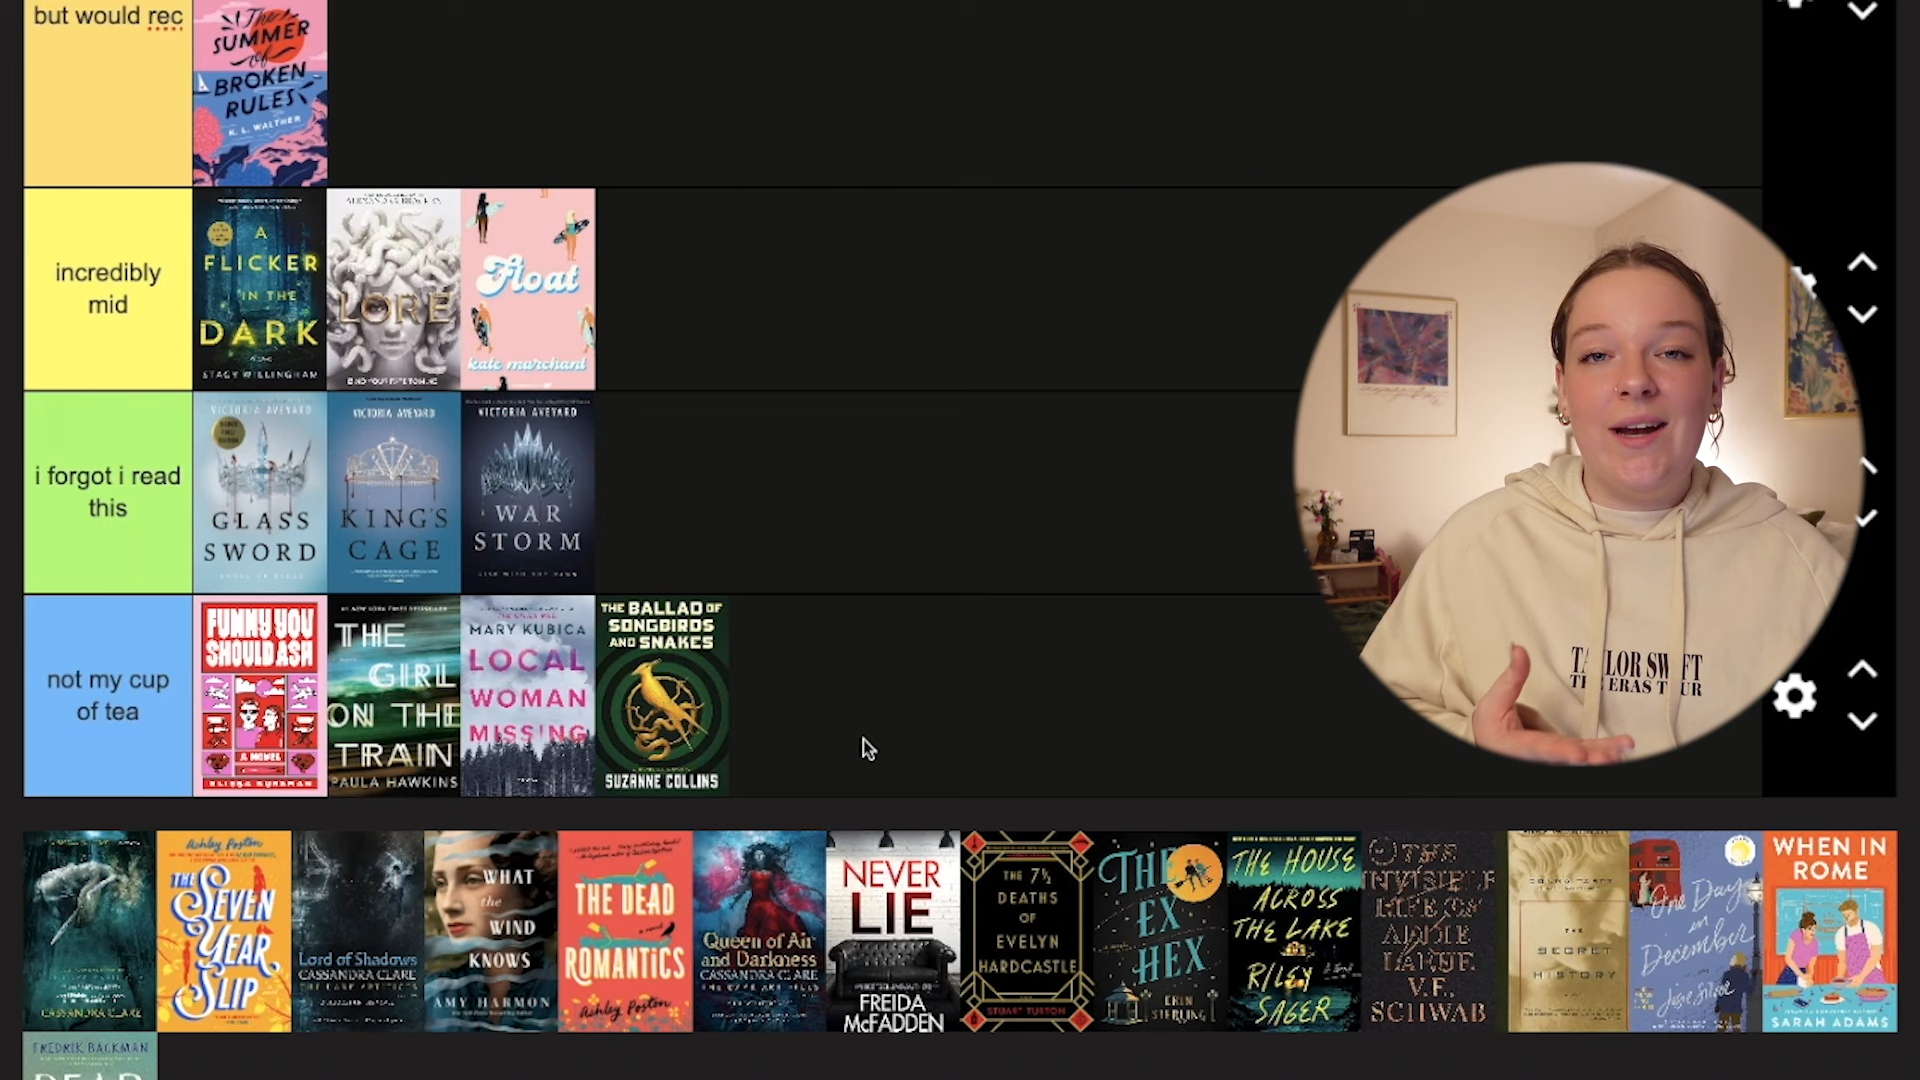 but would rec
The
SUMMER
of
BROKEN
RULES
K. L. WALTHER
incredibly
mid
A
FLICKER
IN THE
DARK
STACY WILLINGHAM
LORE
Float
kate marchant
i forgot i read
this
VICTORIA AVEYARD
GLASS
SWORD
VICTORIA AVEYARD
KING'S
CAGE
VICTORIA AVEYARD
WAR
STORM
TAYLOR SWIFT
THE ERAS TOUR
not my cup
of tea
FUNNY YOU
SHOULD ASK
A NOVEL
THE
GIRL
ON THE
TRAIN
PAULA HAWKINS
MARY KUBICA
LOCAL
WOMAN
MISSING
THE BALLAD OF
SONGBIRDS
AND SNAKES
SUZANNE COLLINS
CASSANDRA CLARE
Ashley Poston
THE
SEVEN
YEAR
SLIP
Lord of Shadows
CASSANDRA CLARE
WHAT
the
WIND
KNOWS
AMY HARMON
THE DEAD
ROMANTICS
Ashley Poston
Queen of Air
and Darkness
CASSANDRA CLARE
NEVER
LIE
FREIDA
McFADDEN
THE 7½
DEATHS
OF
EVELYN
HARDCASTLE
STUART TURTON
THE
EX
HEX
ERIN
STERLING
THE HOUSE
ACROSS
THE LAKE
RILEY
SAGER
THE
INVISIBLE
LIFE OF
ADDIE
LARUE
V.E.
SCHWAB
THE
SECRET
HISTORY
One Day
in
December
Josie Silver
WHEN IN
ROME
SARAH ADAMS
FREDRIK BACKMAN
BEAR